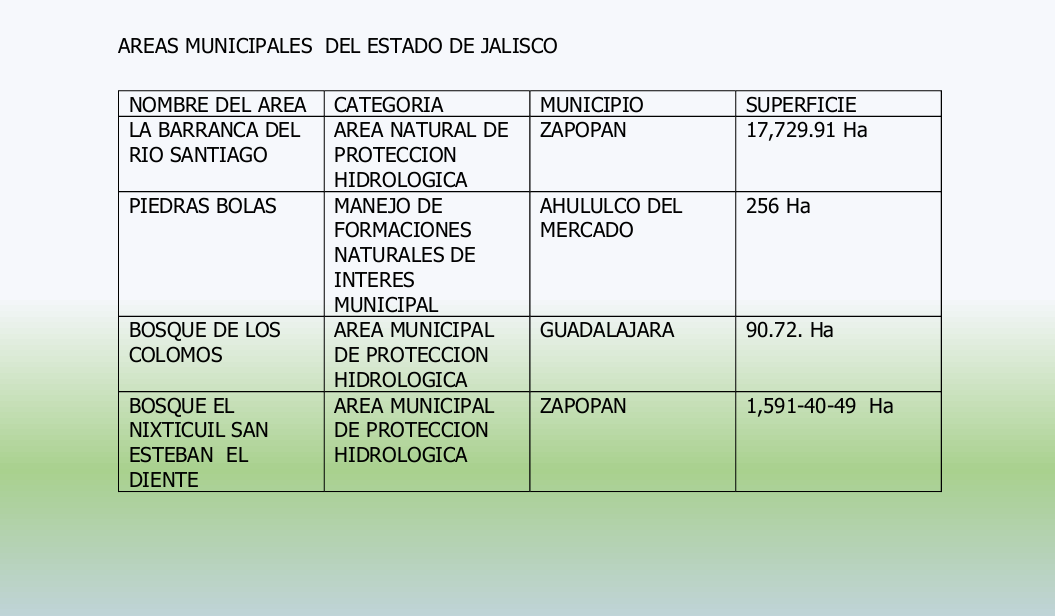 AREAS MUNICIPALES  DEL ESTADO DE JALISCO
NOMBRE DEL AREA
CATEGORIA
MUNICIPIO
SUPERFICIE
LA BARRANCA DEL
RIO SANTIAGO
AREA NATURAL DE
PROTECCION
HIDROLOGICA
ZAPOPAN
17,729.91 Ha
PIEDRAS BOLAS
MANEJO DE
FORMACIONES
NATURALES DE
INTERES
MUNICIPAL
AHULULCO DEL
MERCADO
256 Ha
BOSQUE DE LOS
COLOMOS
AREA MUNICIPAL
DE PROTECCION
HIDROLOGICA
GUADALAJARA
90.72. Ha
BOSQUE EL
NIXTICUIL SAN
ESTEBAN  EL
DIENTE
AREA MUNICIPAL
DE PROTECCION
HIDROLOGICA
ZAPOPAN
1,591-40-49  Ha